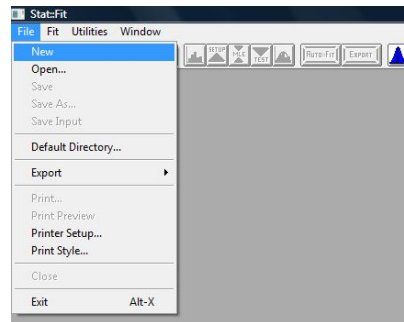 Stat::Fit
File Fit Utilities Window
SETUP MLE TEST AUTO::FIT EXPORT
New
Open...
Save
Save As...
Save Input
Default Directory...
Export
Print...
Print Preview
Printer Setup...
Print Style...
Close
Exit Alt-X